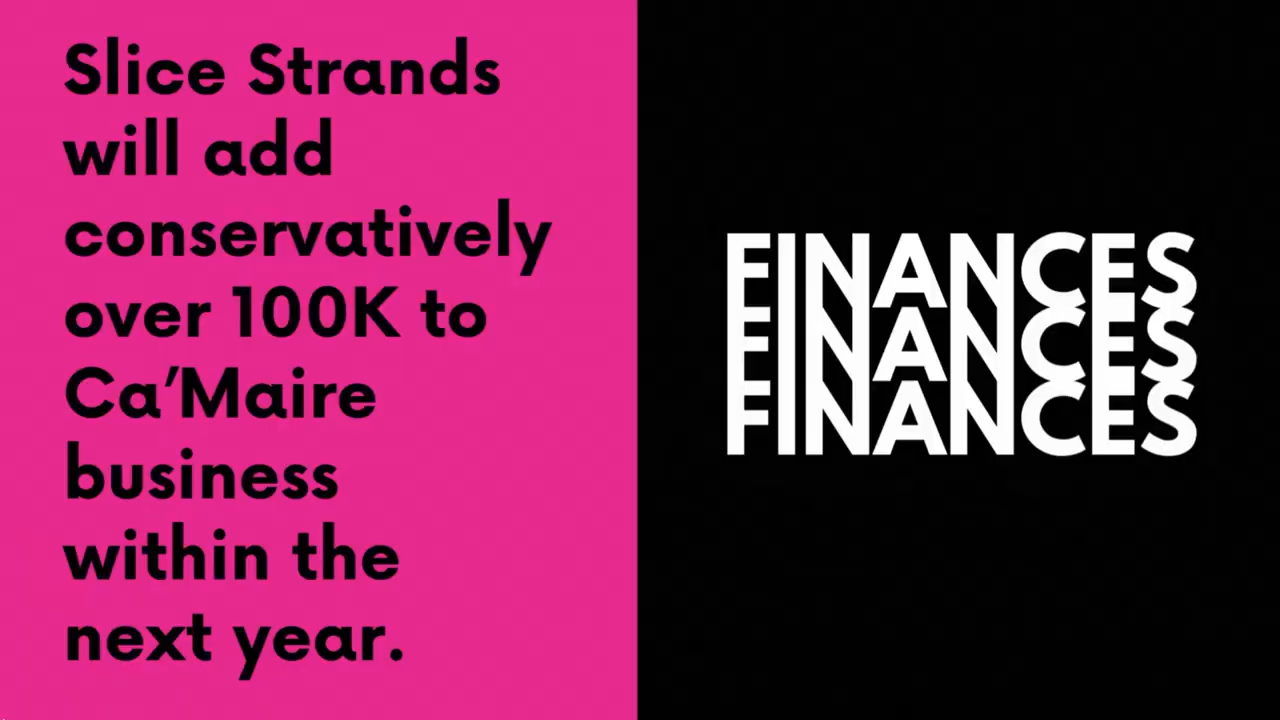 Slice Strands
will add
conservatively
over 100K to
Ca’Maire
business
within the
next year.
FINANCES
FINANCES
FINANCES